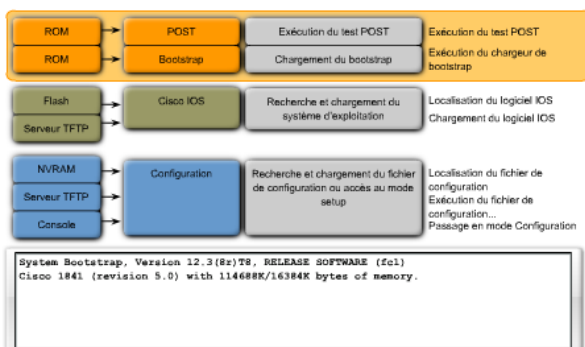 ROM
POST
Exécution du test POST
Exécution du test POST
ROM
Bootstrap
Chargement du bootstrap
Exécution du chargeur de
bootstrap
Flash
Serveur TFTP
Cisco IOS
Recherche et chargement du
système d'exploitation
Localisation du logiciel IOS
Chargement du logiciel IOS
NVRAM
Serveur TFTP
Console
Configuration
Recherche et chargement du fichier
de configuration ou accès au mode
setup
Localisation du fichier de
configuration
Exécution du fichier de
configuration...
Passage en mode Configuration
System Bootstrap, Version 12.3(8r)T8, RELEASE SOFTWARE (fc1)
Cisco 1841 (revision 5.0) with 114688K/16384K bytes of memory.